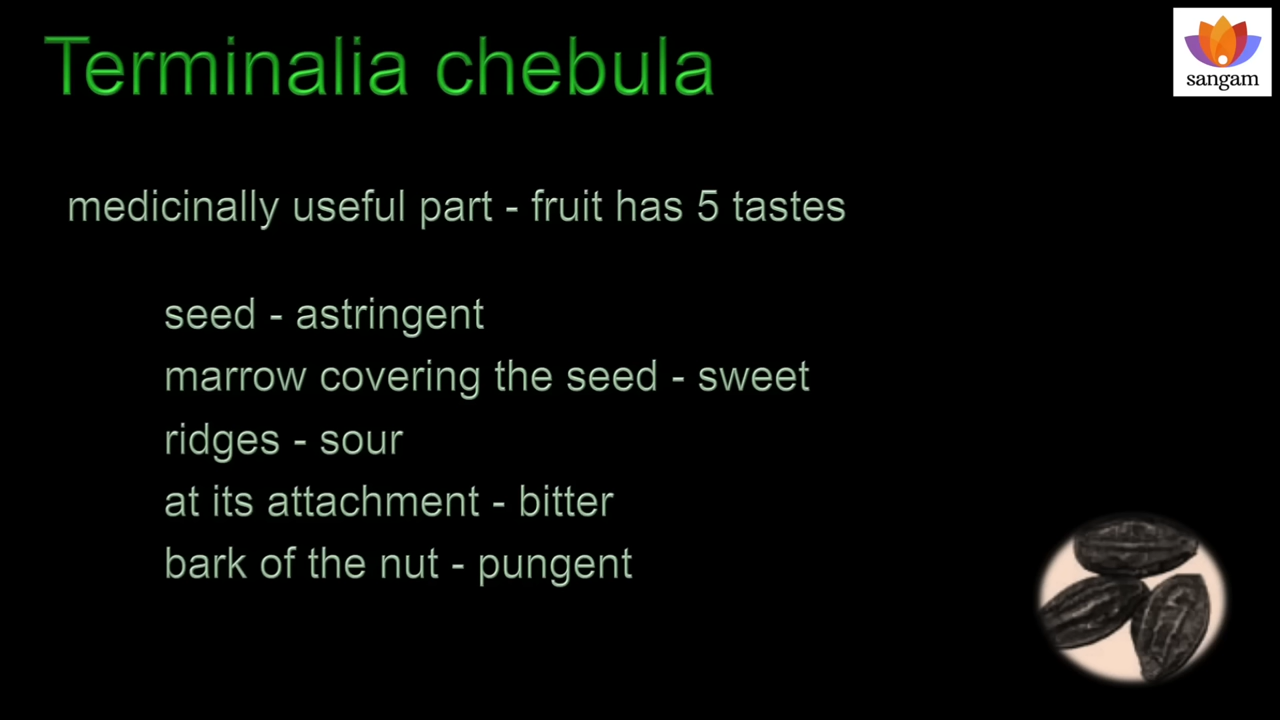 Terminalia chebula
sangam
medicinally useful part - fruit has 5 tastes
seed - astringent
marrow covering the seed - sweet
ridges - sour
at its attachment - bitter
bark of the nut - pungent